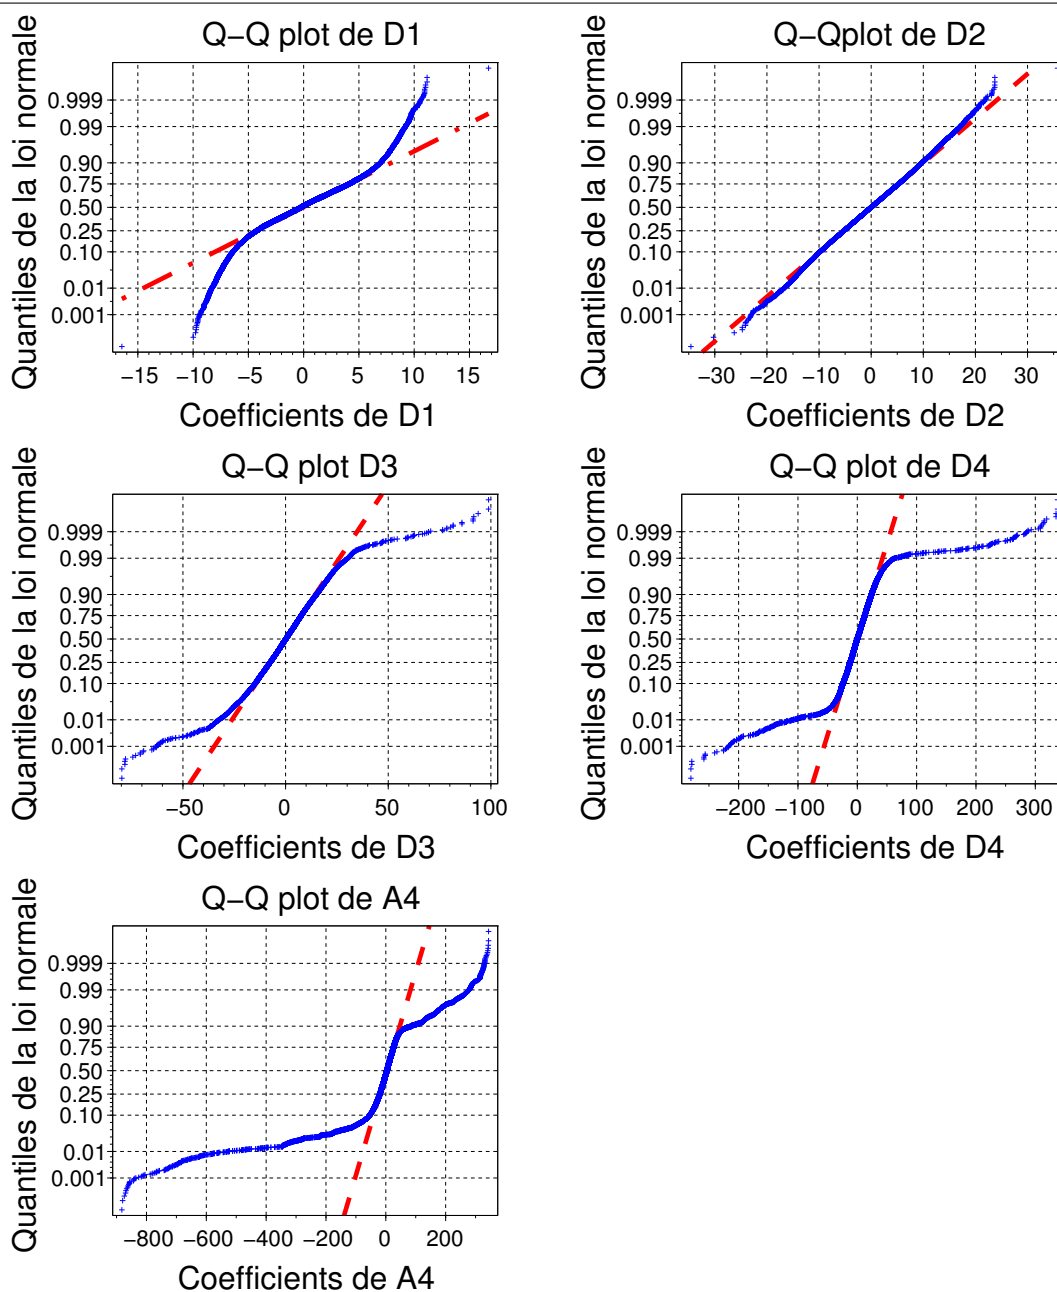 Q−Q plot de D1
Quantiles de la loi normale
0.999
0.99
0.90
0.75
0.50
0.25
0.10
0.01
0.001
−15 −10 −5 0 5 10 15
Coefficients de D1
Q−Qplot de D2
Quantiles de la loi normale
0.999
0.99
0.90
0.75
0.50
0.25
0.10
0.01
0.001
−30 −20 −10 0 10 20 30
Coefficients de D2
Q−Q plot D3
Quantiles de la loi normale
0.999
0.99
0.90
0.75
0.50
0.25
0.10
0.01
0.001
−50 0 50 100
Coefficients de D3
Q−Q plot de D4
Quantiles de la loi normale
0.999
0.99
0.90
0.75
0.50
0.25
0.10
0.01
0.001
−200 −100 0 100 200 300
Coefficients de D4
Q−Q plot de A4
Quantiles de la loi normale
0.999
0.99
0.90
0.75
0.50
0.25
0.10
0.01
0.001
−800 −600 −400 −200 0 200
Coefficients de A4